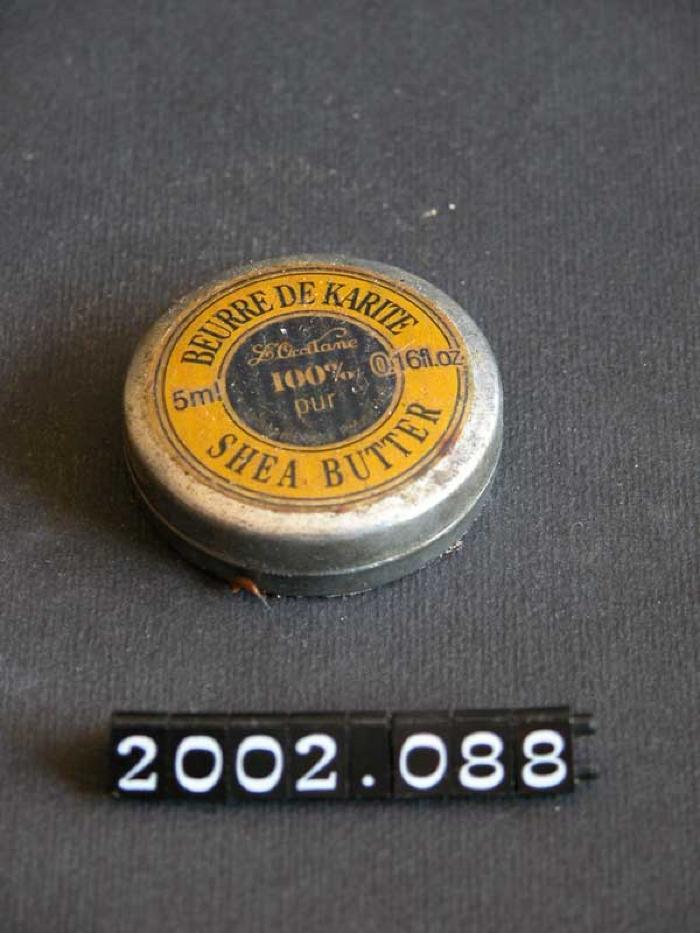 BEURRE DE KARITE
L'Occitane
100%
pur
5ml
0.16fl.oz
SHEA BUTTER
2002.088